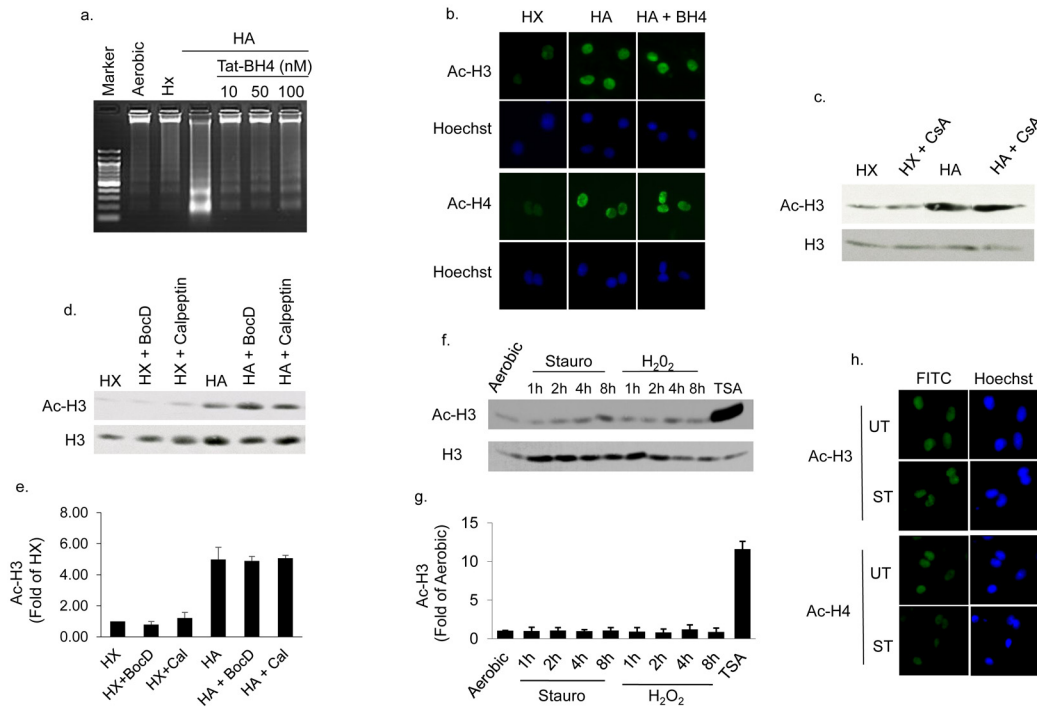 a.
HA
Tat-BH4 (nM)
Marker
Aerobic
Hx
10 50 100
b.
HX HA HA + BH4
Ac-H3
Hoechst
Ac-H4
Hoechst
c.
HX HX + CsA HA HA + CsA
Ac-H3
H3
d.
HX HX + BocD HX + Calpeptin HA HA + BocD HA + Calpeptin
Ac-H3
H3
e.
Ac-H3
(Fold of HX)
8.00
6.00
4.00
2.00
0.00
HX HX+BocD HX+Cal HA HA + BocD HA + Cal
f.
Aerobic Stauro H₂0₂
1h 2h 4h 8h 1h 2h 4h 8h TSA
Ac-H3
H3
g.
Ac-H3
(Fold of Aerobic)
15
10
5
0
Aerobic 1h 2h 4h 8h 1h 2h 4h 8h TSA
Stauro H₂O₂
h.
FITC Hoechst
UT
Ac-H3
ST
UT
Ac-H4
ST